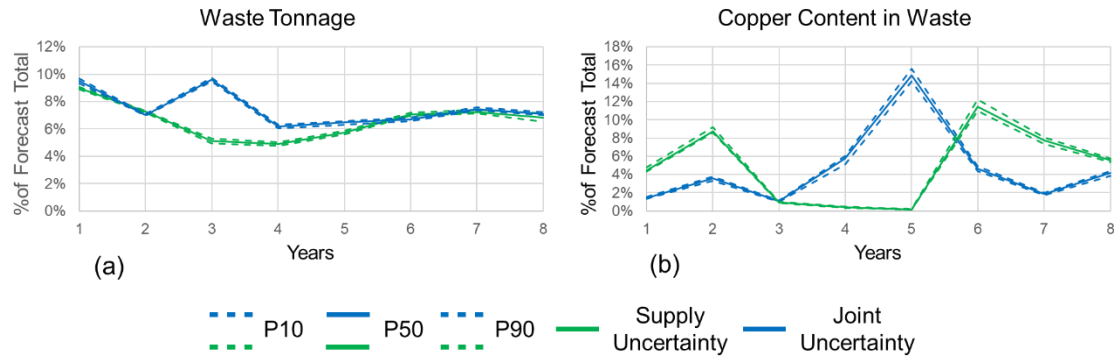 Waste Tonnage
%of Forecast Total
12%
10%
8%
6%
4%
2%
0%
1 2 3 4 5 6 7 8
Years
(a)
Copper Content in Waste
%of Forecast Total
18%
16%
14%
12%
10%
8%
6%
4%
2%
0%
1 2 3 4 5 6 7 8
Years
(b)
P10 P50 P90 Supply Uncertainty Joint Uncertainty